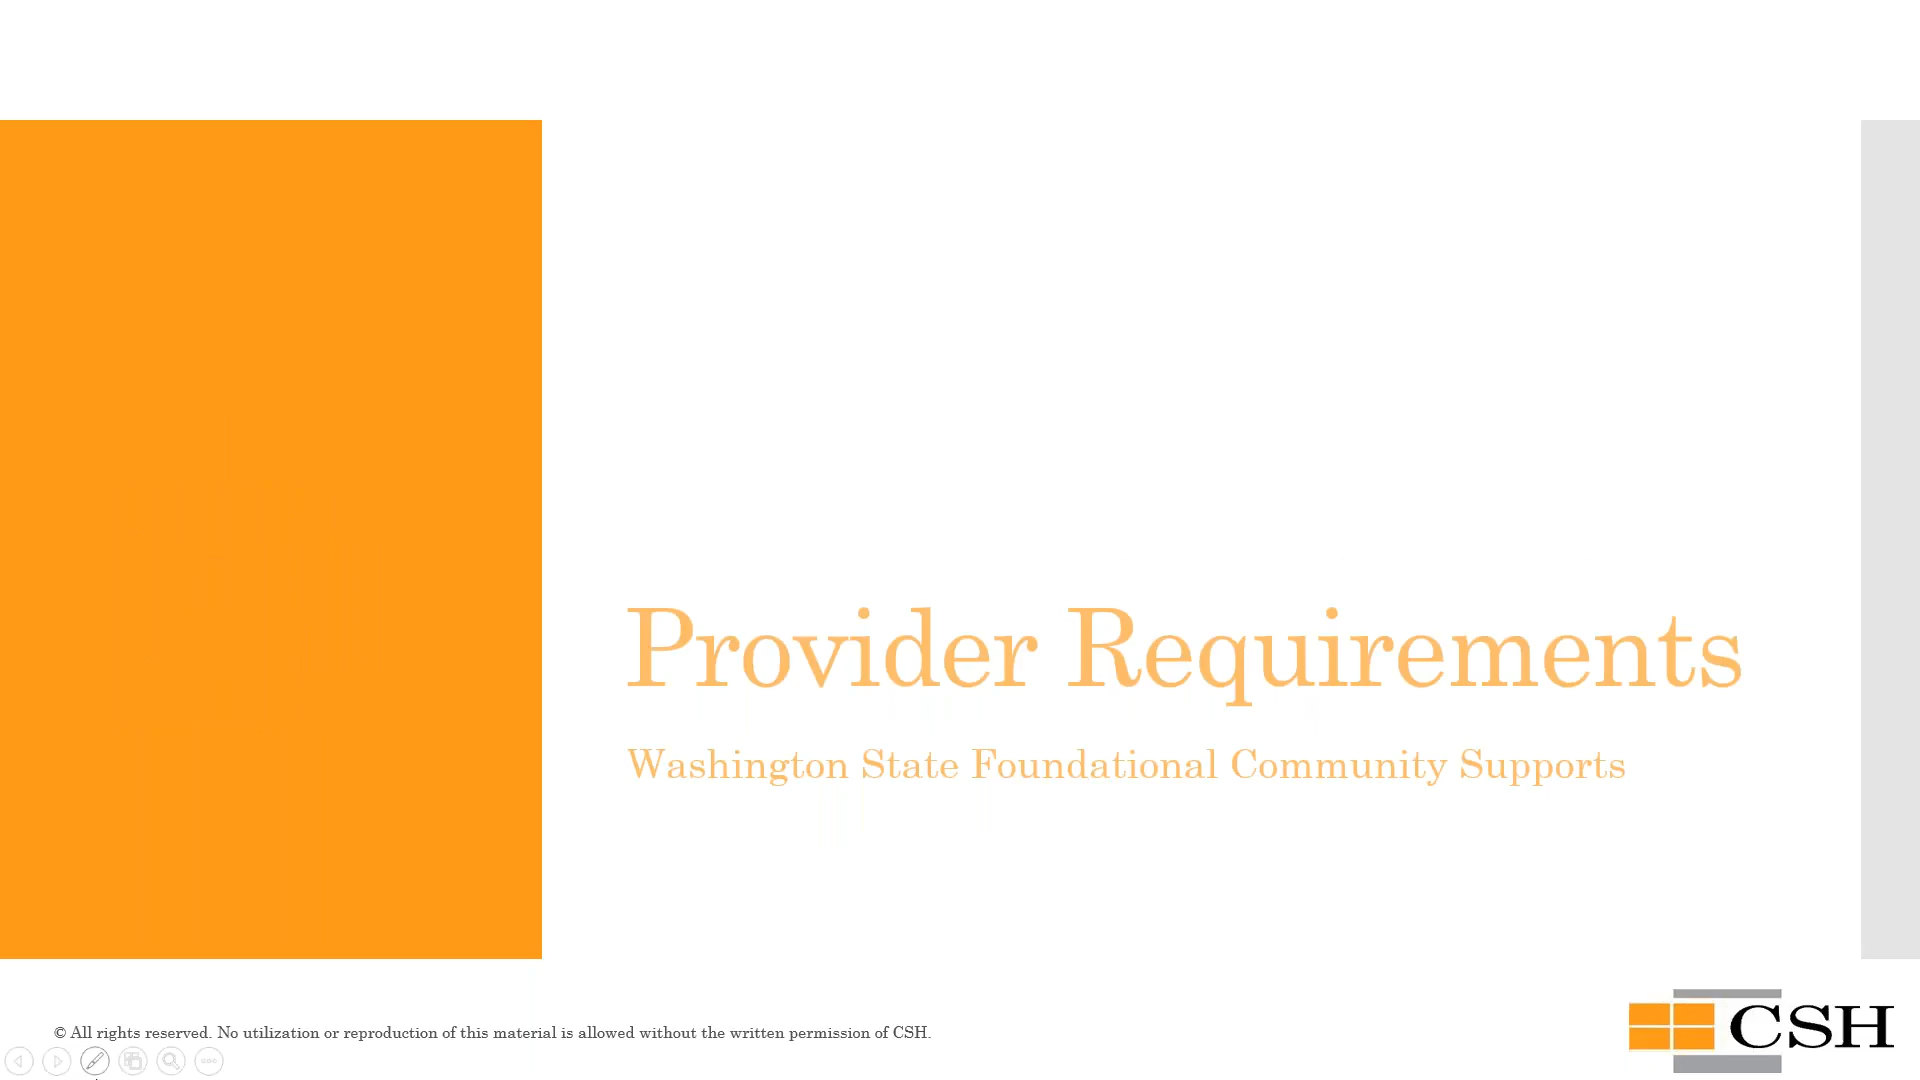 Provider Requirements
Washington State Foundational Community Supports
© All rights reserved. No utilization or reproduction of this material is allowed without the written permission of CSH.
CSH